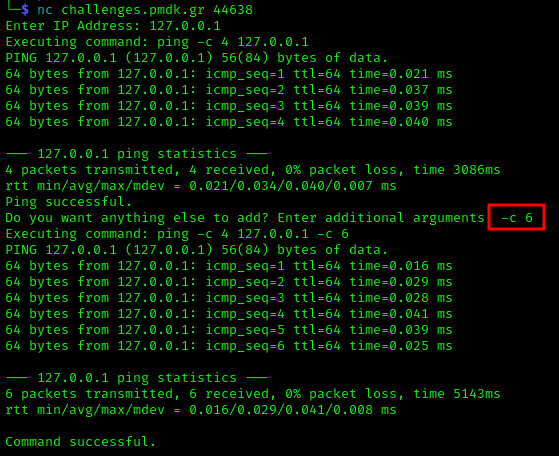 └─$ nc challenges.pmdk.gr 44638
Enter IP Address: 127.0.0.1
Executing command: ping -c 4 127.0.0.1
PING 127.0.0.1 (127.0.0.1) 56(84) bytes of data.
64 bytes from 127.0.0.1: icmp_seq=1 ttl=64 time=0.021 ms
64 bytes from 127.0.0.1: icmp_seq=2 ttl=64 time=0.037 ms
64 bytes from 127.0.0.1: icmp_seq=3 ttl=64 time=0.039 ms
64 bytes from 127.0.0.1: icmp_seq=4 ttl=64 time=0.040 ms
--- 127.0.0.1 ping statistics ---
4 packets transmitted, 4 received, 0% packet loss, time 3086ms
rtt min/avg/max/mdev = 0.021/0.034/0.040/0.007 ms
Ping successful.
Do you want anything else to add? Enter additional arguments -c 6
Executing command: ping -c 4 127.0.0.1 -c 6
PING 127.0.0.1 (127.0.0.1) 56(84) bytes of data.
64 bytes from 127.0.0.1: icmp_seq=1 ttl=64 time=0.016 ms
64 bytes from 127.0.0.1: icmp_seq=2 ttl=64 time=0.029 ms
64 bytes from 127.0.0.1: icmp_seq=3 ttl=64 time=0.028 ms
64 bytes from 127.0.0.1: icmp_seq=4 ttl=64 time=0.041 ms
64 bytes from 127.0.0.1: icmp_seq=5 ttl=64 time=0.039 ms
64 bytes from 127.0.0.1: icmp_seq=6 ttl=64 time=0.025 ms
--- 127.0.0.1 ping statistics ---
6 packets transmitted, 6 received, 0% packet loss, time 5143ms
rtt min/avg/max/mdev = 0.016/0.029/0.041/0.008 ms
Command successful.